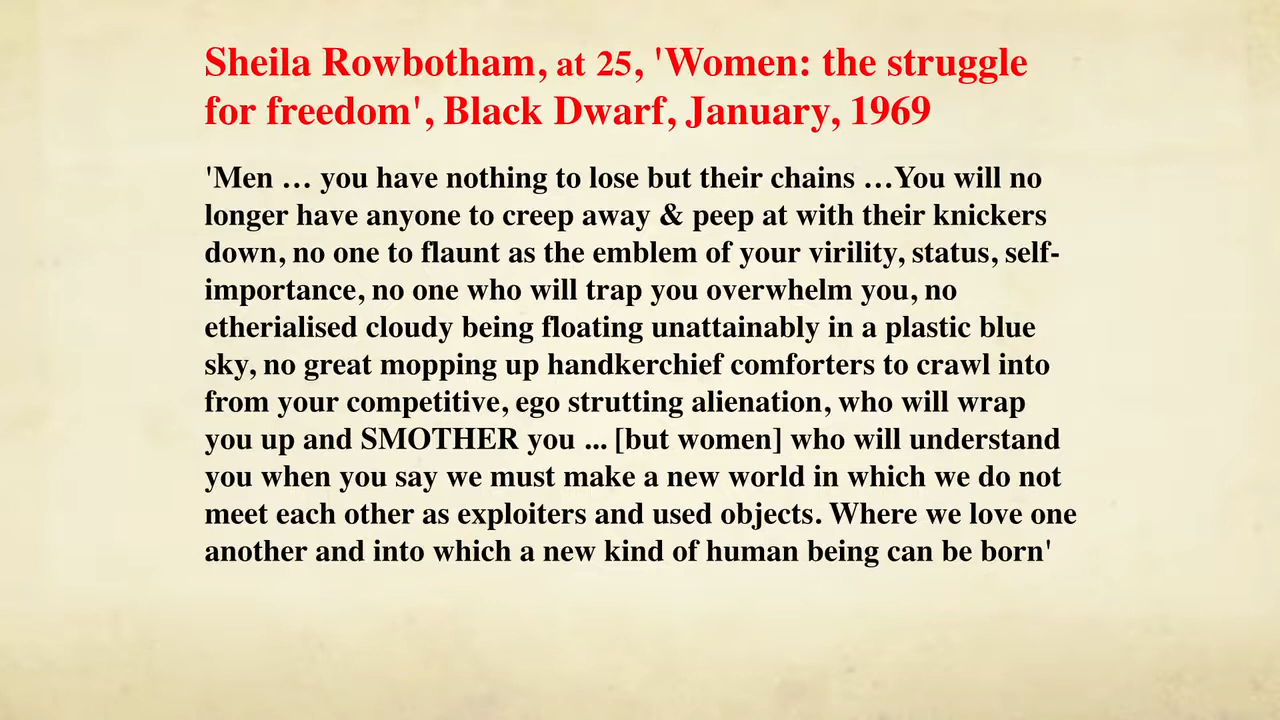 Sheila Rowbotham, at 25, 'Women: the struggle
for freedom', Black Dwarf, January, 1969
'Men … you have nothing to lose but their chains …You will no
longer have anyone to creep away & peep at with their knickers
down, no one to flaunt as the emblem of your virility, status, self-
importance, no one who will trap you overwhelm you, no
etherialised cloudy being floating unattainably in a plastic blue
sky, no great mopping up handkerchief comforters to crawl into
from your competitive, ego strutting alienation, who will wrap
you up and SMOTHER you ... [but women] who will understand
you when you say we must make a new world in which we do not
meet each other as exploiters and used objects. Where we love one
another and into which a new kind of human being can be born'